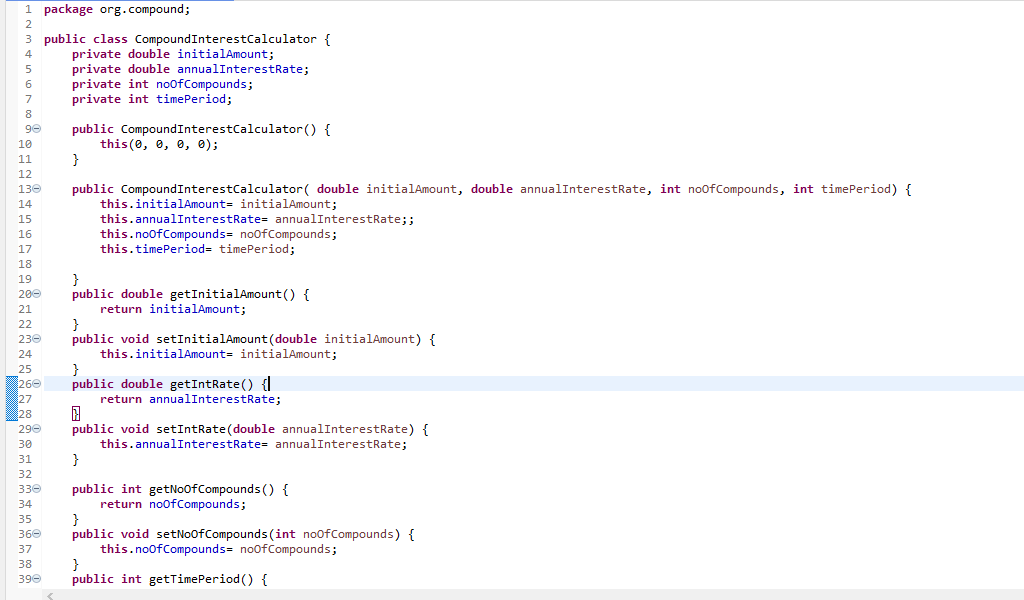 1 package org.compound;
2
3 public class CompoundInterestCalculator {
4 private double initialAmount;
5 private double annualInterestRate;
6 private int noOfCompounds;
7 private int timePeriod;
8
9 public CompoundInterestCalculator() {
10 this(0, 0, 0, 0);
11 }
12
13 public CompoundInterestCalculator( double initialAmount, double annualInterestRate, int noOfCompounds, int timePeriod) {
14 this.initialAmount= initialAmount;
15 this.annualInterestRate= annualInterestRate;;
16 this.noOfCompounds= noOfCompounds;
17 this.timePeriod= timePeriod;
18
19 }
20 public double getInitialAmount() {
21 return initialAmount;
22 }
23 public void setInitialAmount(double initialAmount) {
24 this.initialAmount= initialAmount;
25 }
26 public double getIntRate() {
27 return annualInterestRate;
28 }
29 public void setIntRate(double annualInterestRate) {
30 this.annualInterestRate= annualInterestRate;
31 }
32
33 public int getNoOfCompounds() {
34 return noOfCompounds;
35 }
36 public void setNoOfCompounds(int noOfCompounds) {
37 this.noOfCompounds= noOfCompounds;
38 }
39 public int getTimePeriod() {